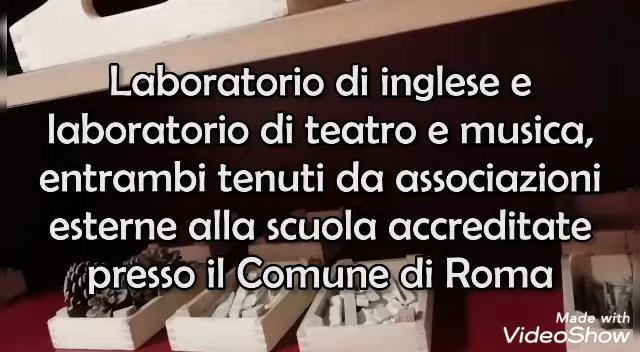 Laboratorio di inglese e
laboratorio di teatro e musica,
entrambi tenuti da associazioni
esterne alla scuola accreditate
presso il Comune di Roma
Made with
VideoShow